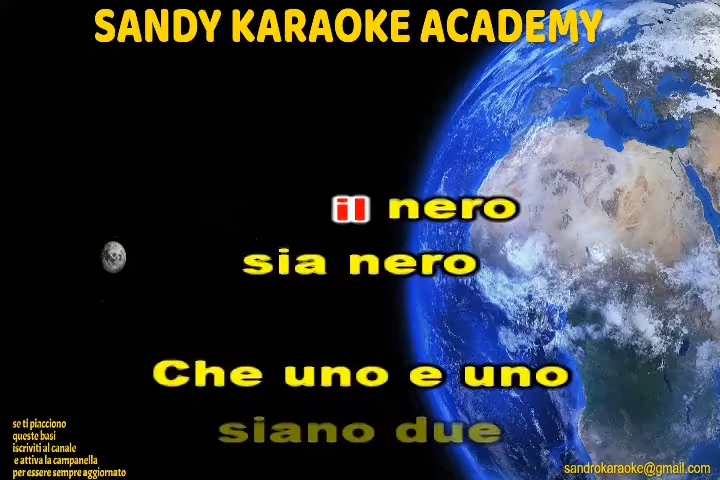 SANDY KARAOKE ACADEMY
il nero
sia nero
Che uno e uno
siano due
se ti piacciono
queste basi
iscriviti al canale
e attiva la campanella
per essere sempre aggiornato
sandrokaraoke@gmail.com